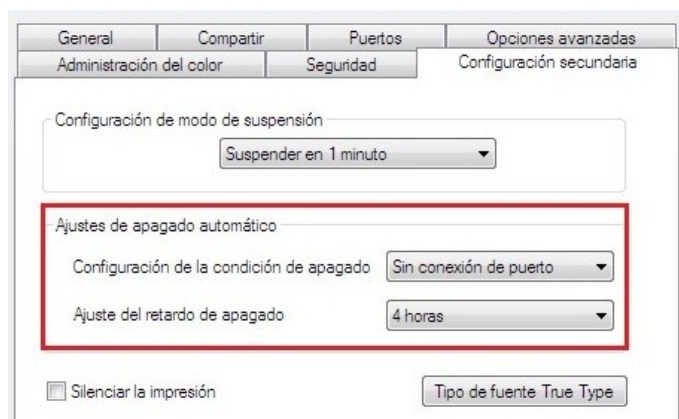 General Compartir Puertos Opciones avanzadas
Administración del color Seguridad Configuración secundaria
Configuración de modo de suspensión
Suspender en 1 minuto
Ajustes de apagado automático
Configuración de la condición de apagado Sin conexión de puerto
Ajuste del retardo de apagado 4 horas
Silenciar la impresión Tipo de fuente True Type